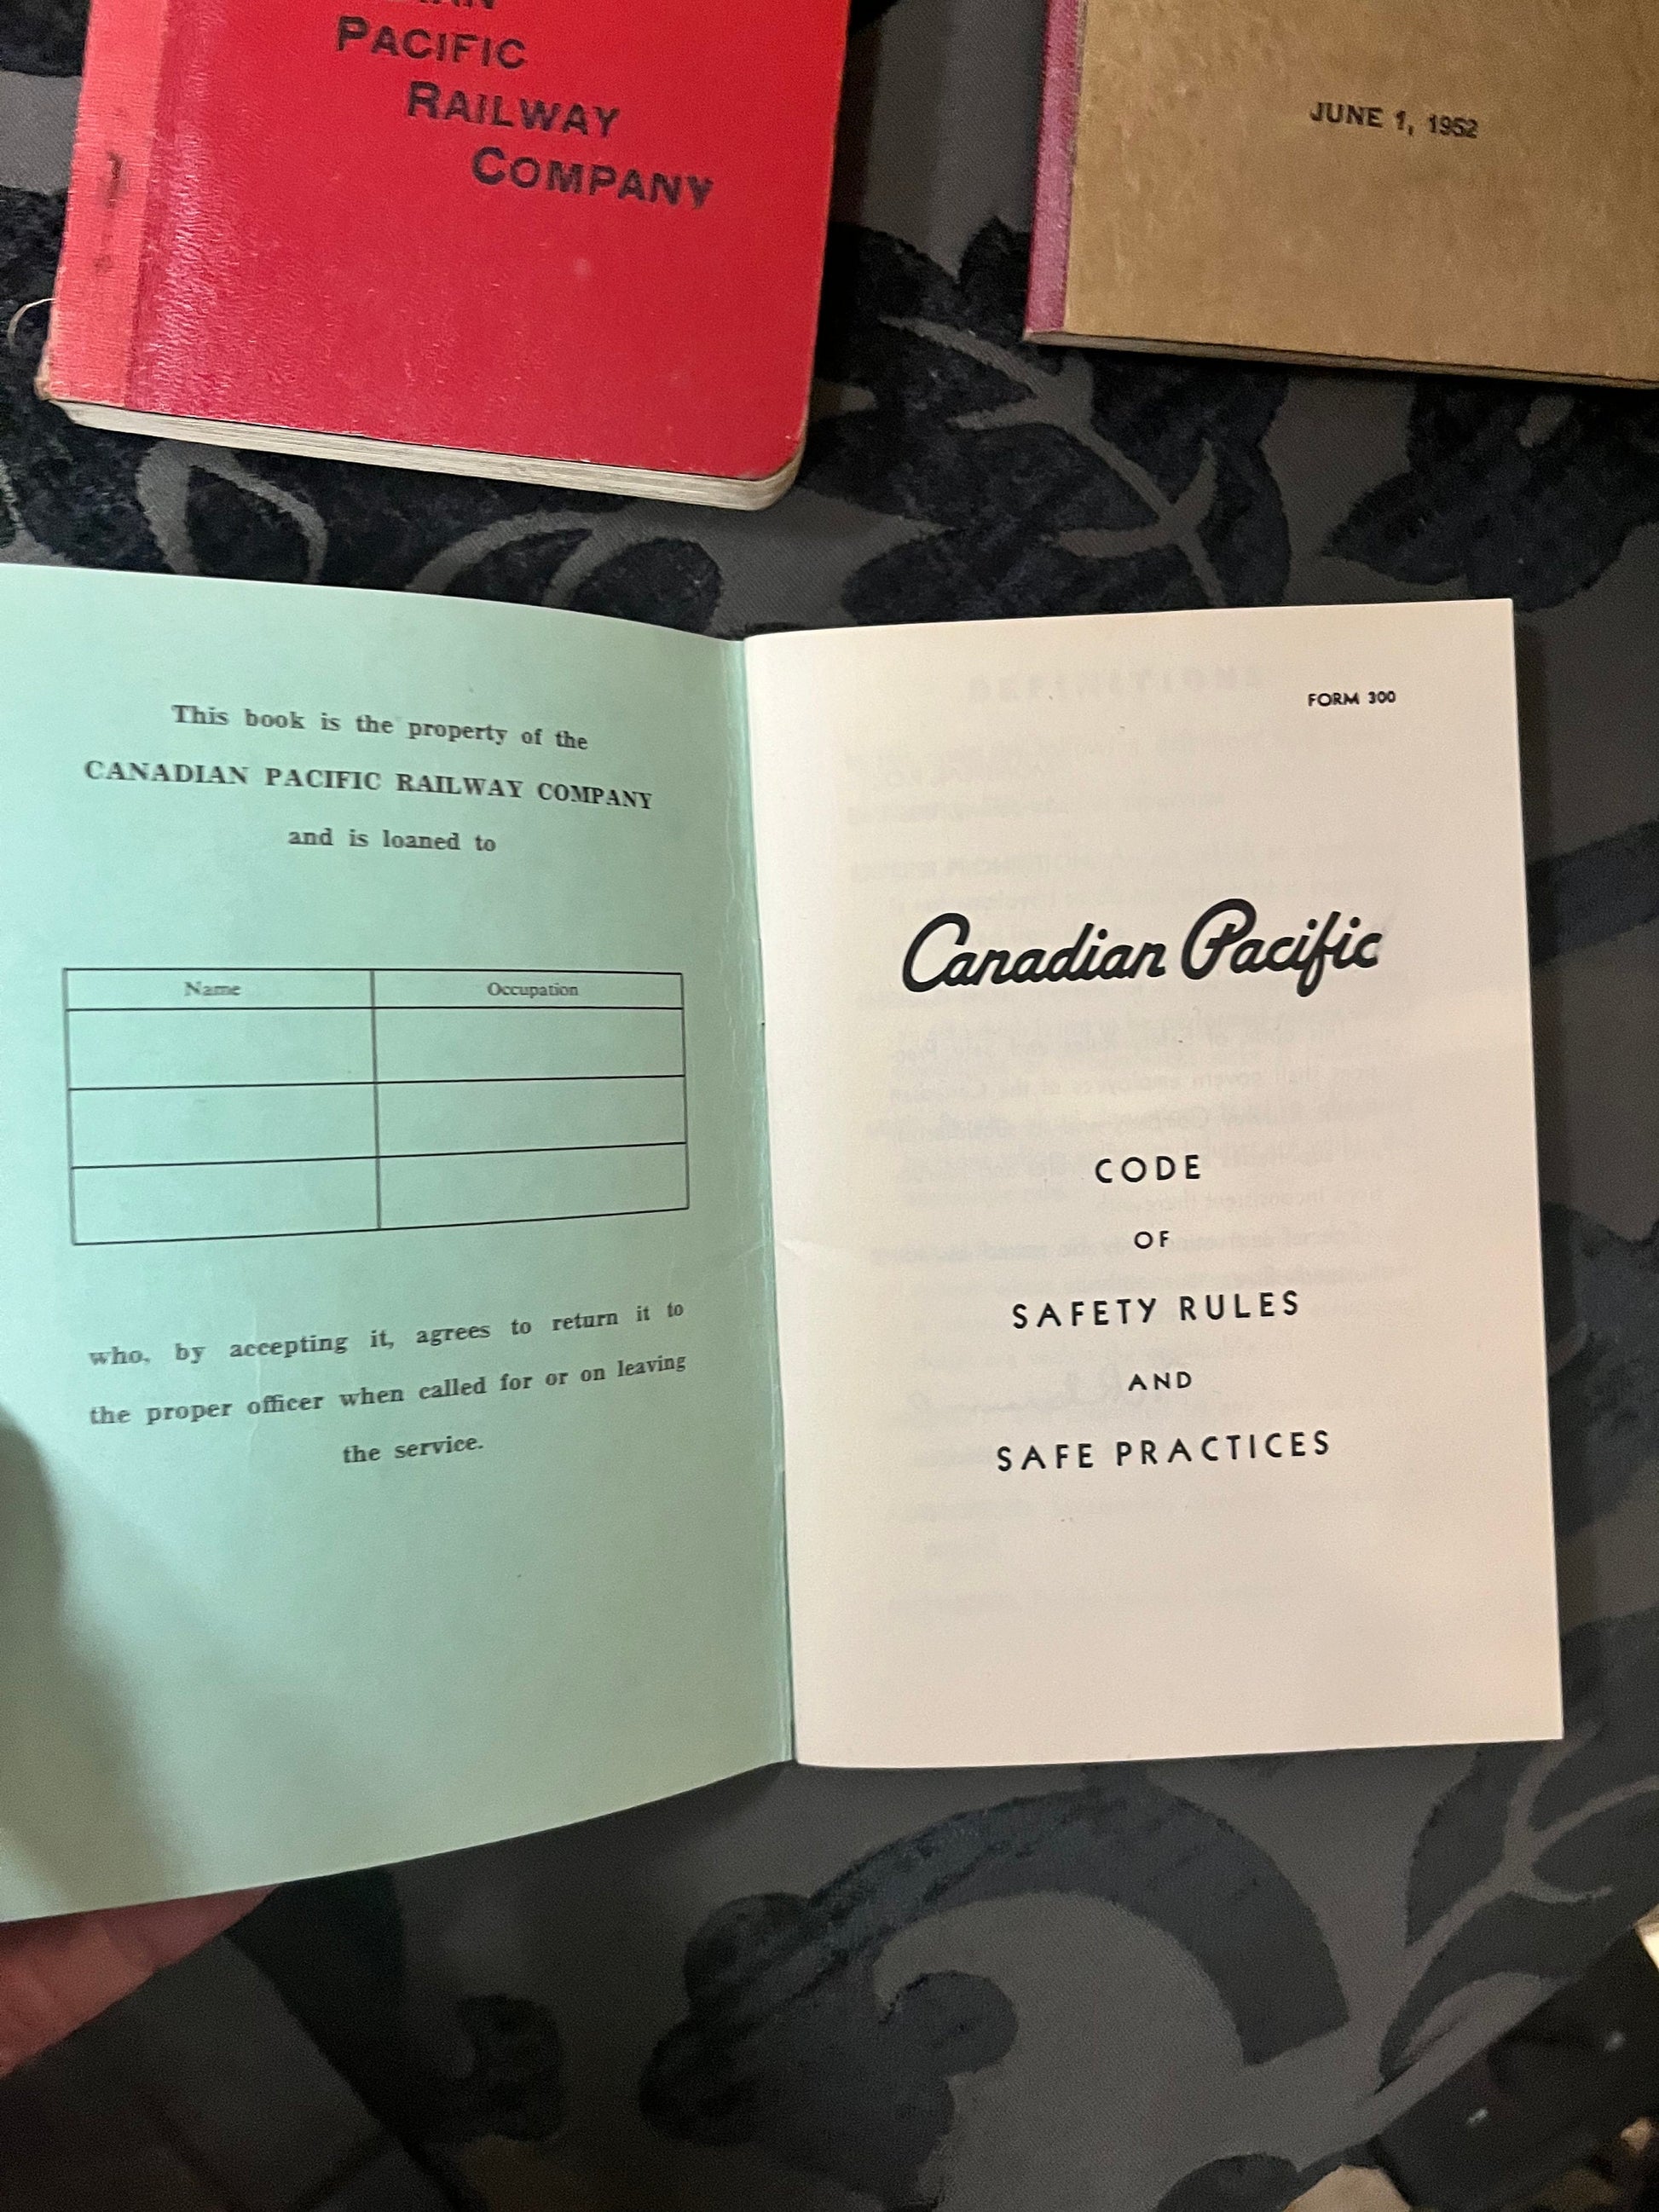 PACIFIC
RAILWAY
COMPANY
JUNE 1, 1952
This book is the property of the
CANADIAN PACIFIC RAILWAY COMPANY
and is loaned to
Name Occupation
who, by accepting it, agrees to return it to
the proper officer when called for or on leaving
the service.
FORM 300
Canadian Pacific
CODE
OF
SAFETY RULES
AND
SAFE PRACTICES